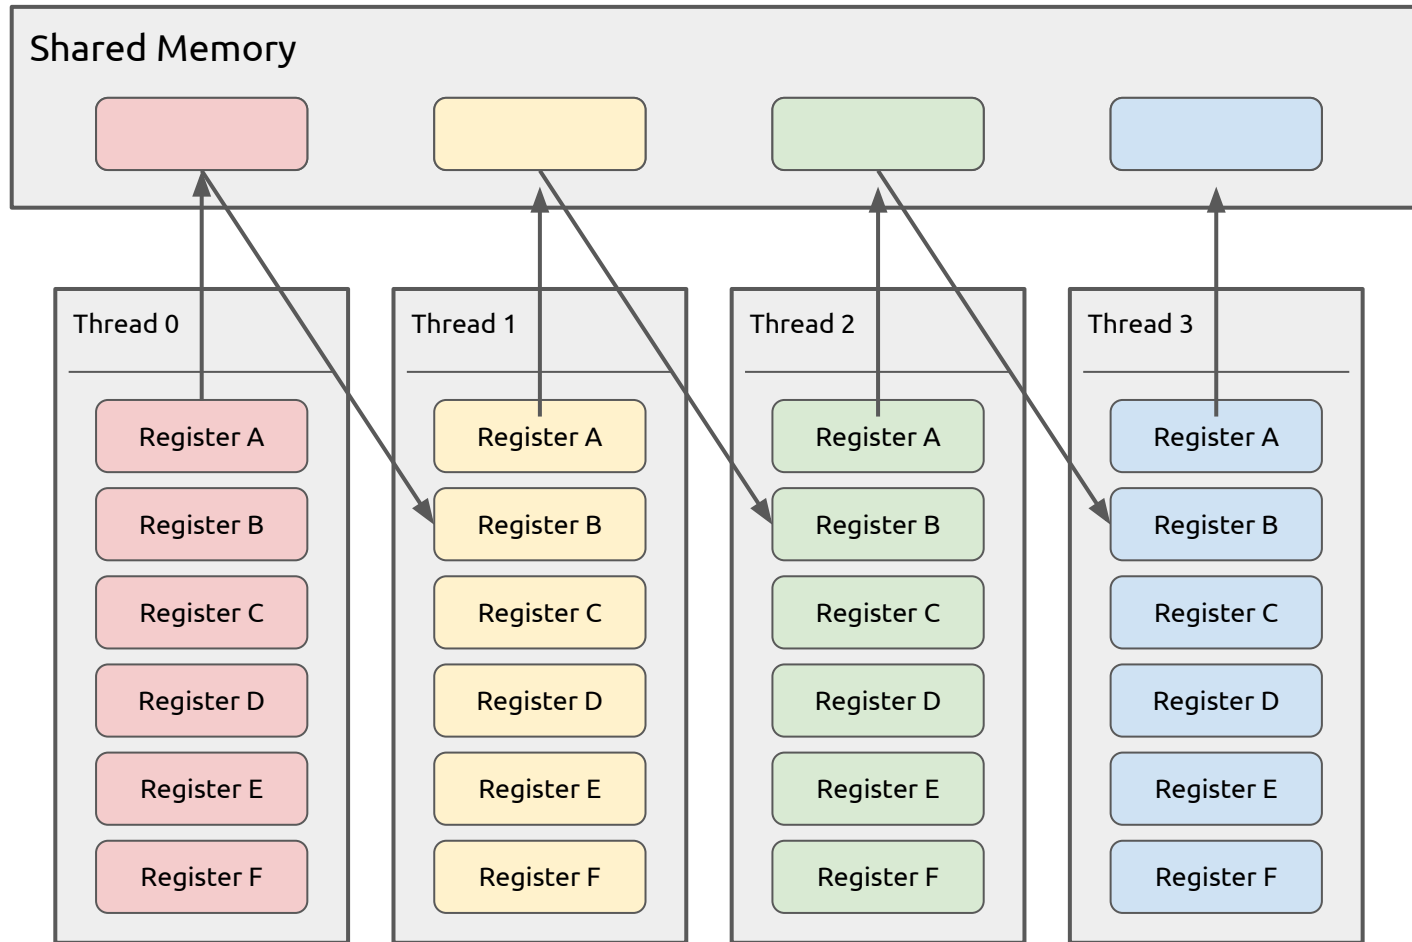 Shared Memory
Thread 0
Register A
Register B
Register C
Register D
Register E
Register F
Thread 1
Register A
Register B
Register C
Register D
Register E
Register F
Thread 2
Register A
Register B
Register C
Register D
Register E
Register F
Thread 3
Register A
Register B
Register C
Register D
Register E
Register F